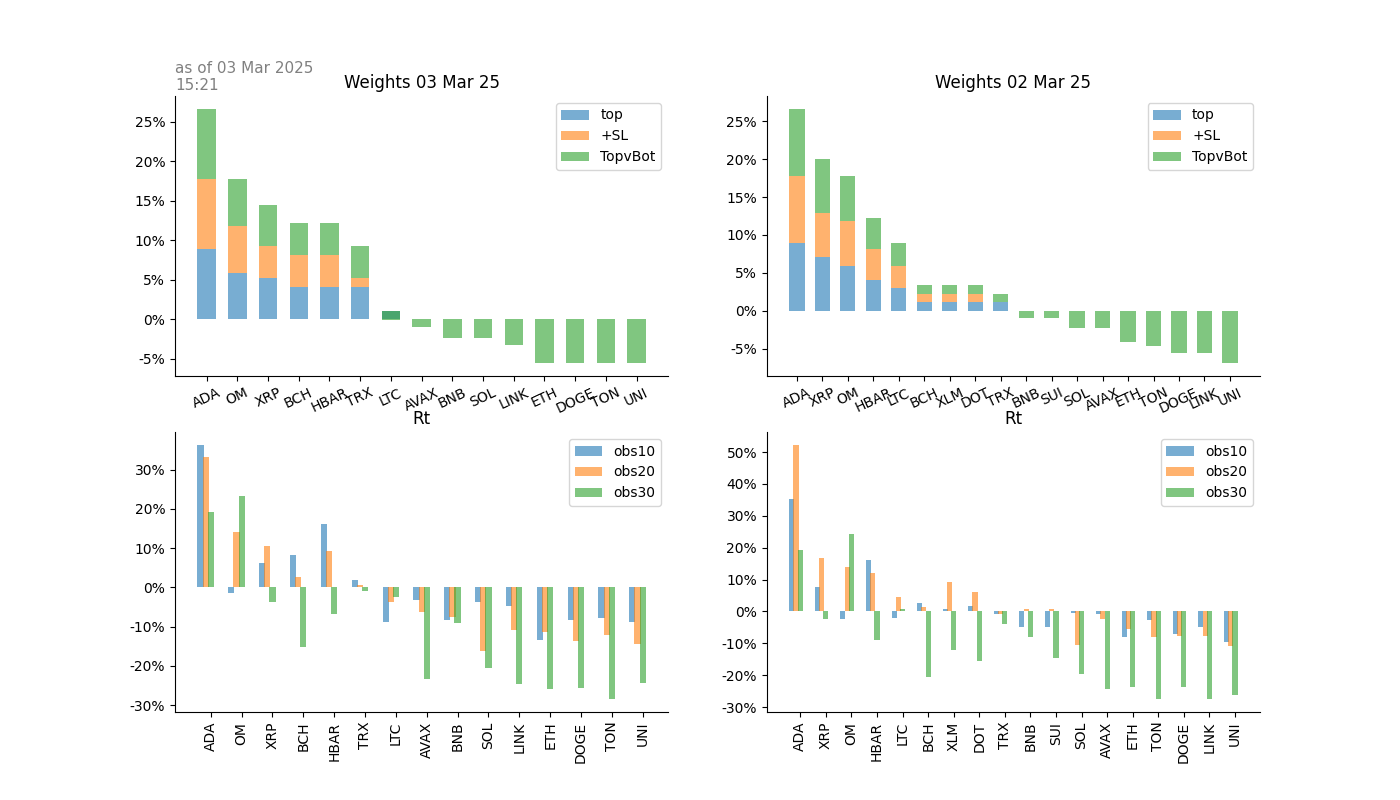 as of 03 Mar 2025
15:21
Weights 03 Mar 25
25%
20%
15%
10%
5%
0%
-5%
top
+SL
TopvBot
ADA OM XRP BCH HBAR TRX LTC AVAX BNB SOL LINK ETH DOGE TON UNI
Weights 02 Mar 25
25%
20%
15%
10%
5%
0%
-5%
top
+SL
TopvBot
ADA XRP OM HBAR LTC BCH XLM DOT TRX BNB SUI SOL AVAX ETH TON DOGE LINK UNI
Rt
30%
20%
10%
0%
-10%
-20%
-30%
obs10
obs20
obs30
ADA OM XRP BCH HBAR TRX LTC AVAX BNB SOL LINK ETH DOGE TON UNI
Rt
50%
40%
30%
20%
10%
0%
-10%
-20%
-30%
obs10
obs20
obs30
ADA XRP OM HBAR LTC BCH XLM DOT TRX BNB SUI SOL AVAX ETH TON DOGE LINK UNI